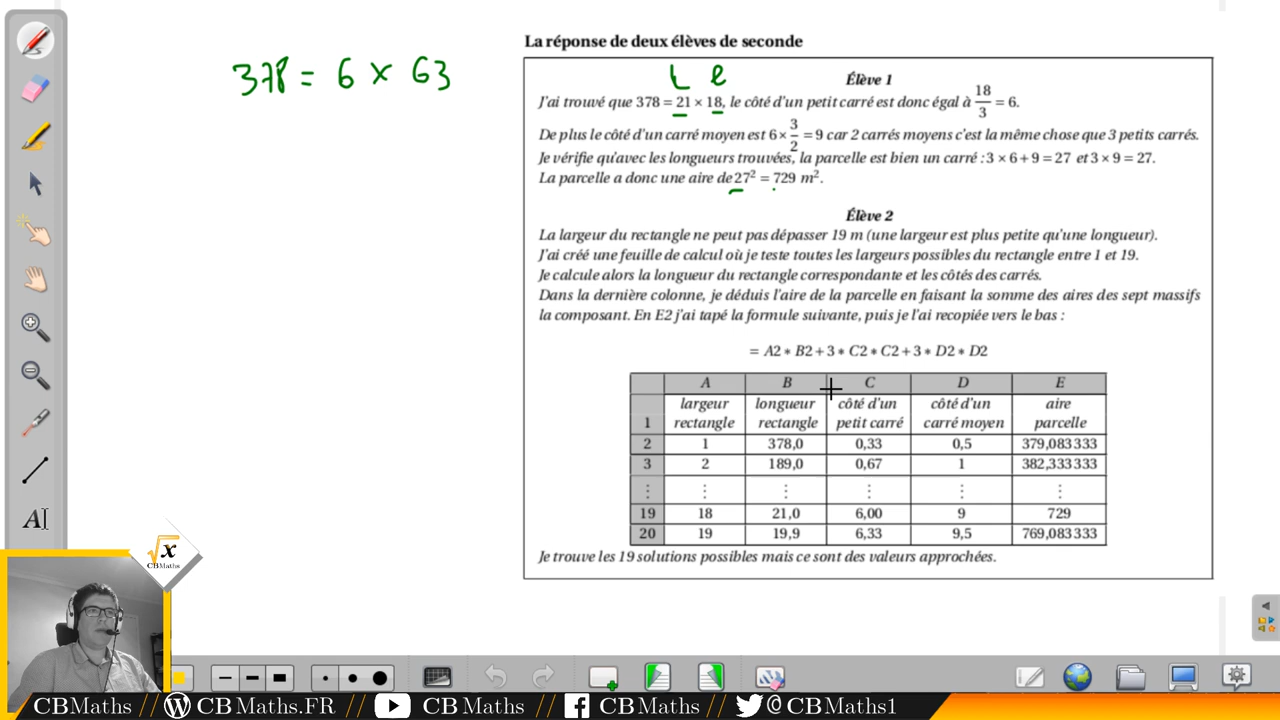 378 = 6 × 63
La réponse de deux élèves de seconde
L l
Élève 1
J'ai trouvé que 378 = 21 × 18, le côté d'un petit carré est donc égal à 18/3 = 6.
De plus le côté d'un carré moyen est 6 × 3/2 = 9 car 2 carrés moyens c'est la même chose que 3 petits carrés.
Je vérifie qu'avec les longueurs trouvées, la parcelle est bien un carré : 3 × 6 + 9 = 27 et 3 × 9 = 27.
La parcelle a donc une aire de 27² = 729 m².
Élève 2
La largeur du rectangle ne peut pas dépasser 19 m (une largeur est plus petite qu'une longueur).
J'ai créé une feuille de calcul où je teste toutes les largeurs possibles du rectangle entre 1 et 19.
Je calcule alors la longueur du rectangle correspondante et les côtés des carrés.
Dans la dernière colonne, je déduis l'aire de la parcelle en faisant la somme des aires des sept massifs
la composant. En E2 j'ai tapé la formule suivante, puis je l'ai recopiée vers le bas :
= A2 * B2 + 3 * C2 * C2 + 3 * D2 * D2
A B C D E
largeur longueur côté d'un côté d'un aire
1 rectangle rectangle petit carré carré moyen parcelle
2 1 378,0 0,33 0,5 379,083333
3 2 189,0 0,67 1 382,333333
⋮ ⋮ ⋮ ⋮ ⋮ ⋮
19 18 21,0 6,00 9 729
20 19 19,9 6,33 9,5 769,083333
Je trouve les 19 solutions possibles mais ce sont des valeurs approchées.
AI
√x
CBMaths
CBMaths // CBMaths.FR // CBMaths // CBMaths // @CBMaths1